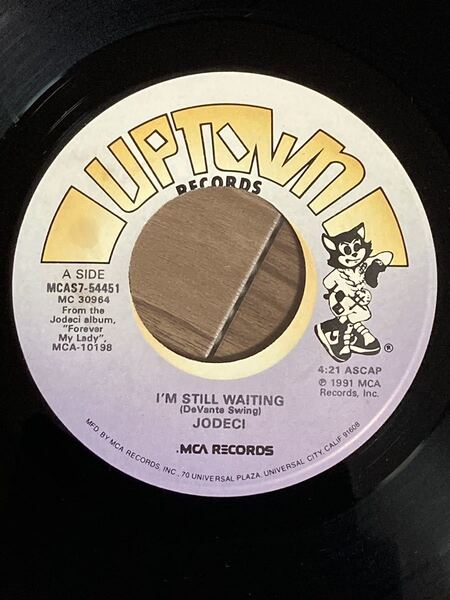 UPTOWN
RECORDS
A SIDE
MCAS7-54451
MC 30964
From the
Jodeci album,
"Forever
My Lady",
MCA-10198
®
4:21 ASCAP
℗ 1991 MCA
Records, Inc.
I'M STILL WAITING
(DeVante Swing)
JODECI
.MCA RECORDS
MFD. BY MCA RECORDS, INC., 70 UNIVERSAL PLAZA, UNIVERSAL CITY, CALIF. 91608